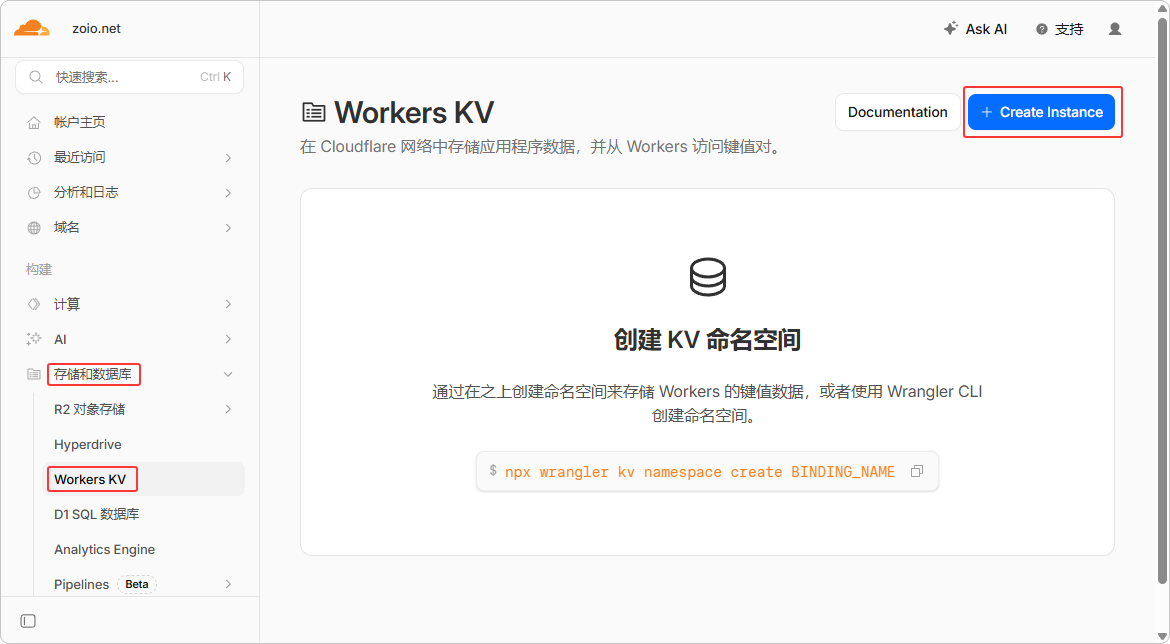 zoio.net
Ask AI
支持
快速搜索...
Ctrl K
帐户主页
最近访问
分析和日志
域名
构建
计算
AI
存储和数据库
R2 对象存储
Hyperdrive
Workers KV
D1 SQL 数据库
Analytics Engine
Pipelines Beta
Workers KV
Documentation
+ Create Instance
在 Cloudflare 网络中存储应用程序数据，并从 Workers 访问键值对。
创建 KV 命名空间
通过在之上创建命名空间来存储 Workers 的键值数据，或者使用 Wrangler CLI
创建命名空间。
$ npx wrangler kv namespace create BINDING_NAME